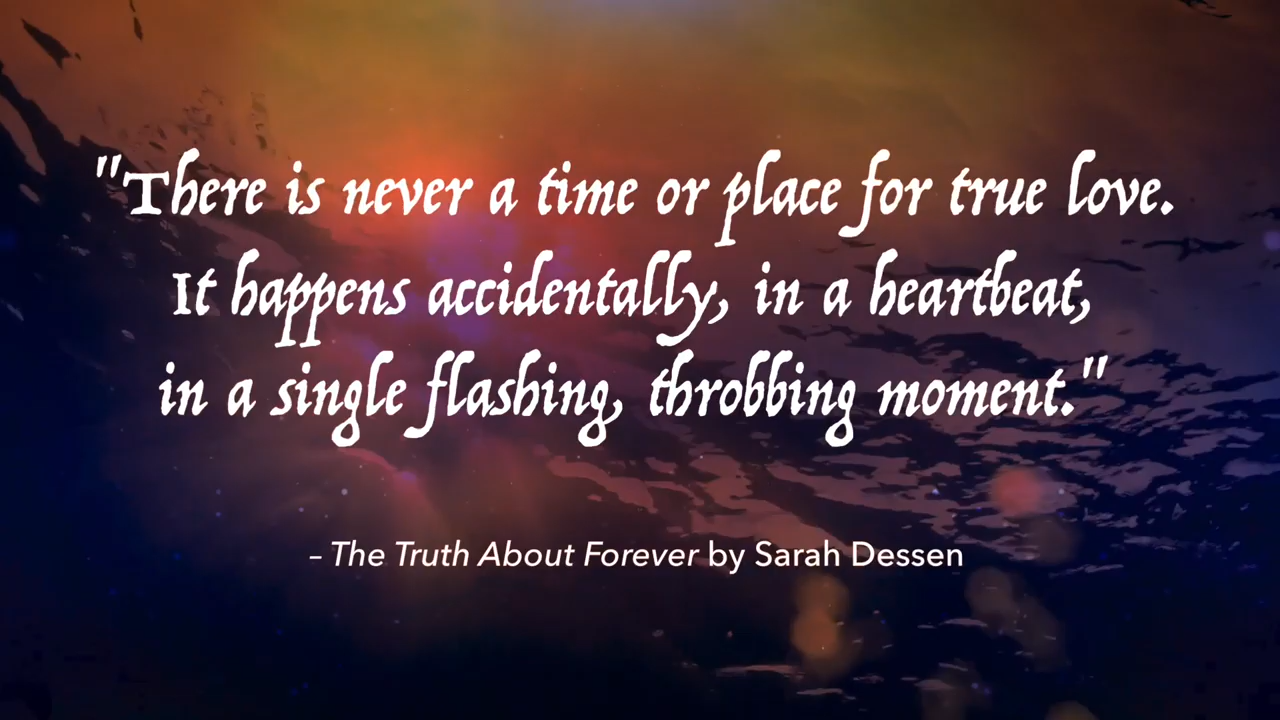 "There is never a time or place for true love.
It happens accidentally, in a heartbeat,
in a single flashing, throbbing moment."
– The Truth About Forever by Sarah Dessen